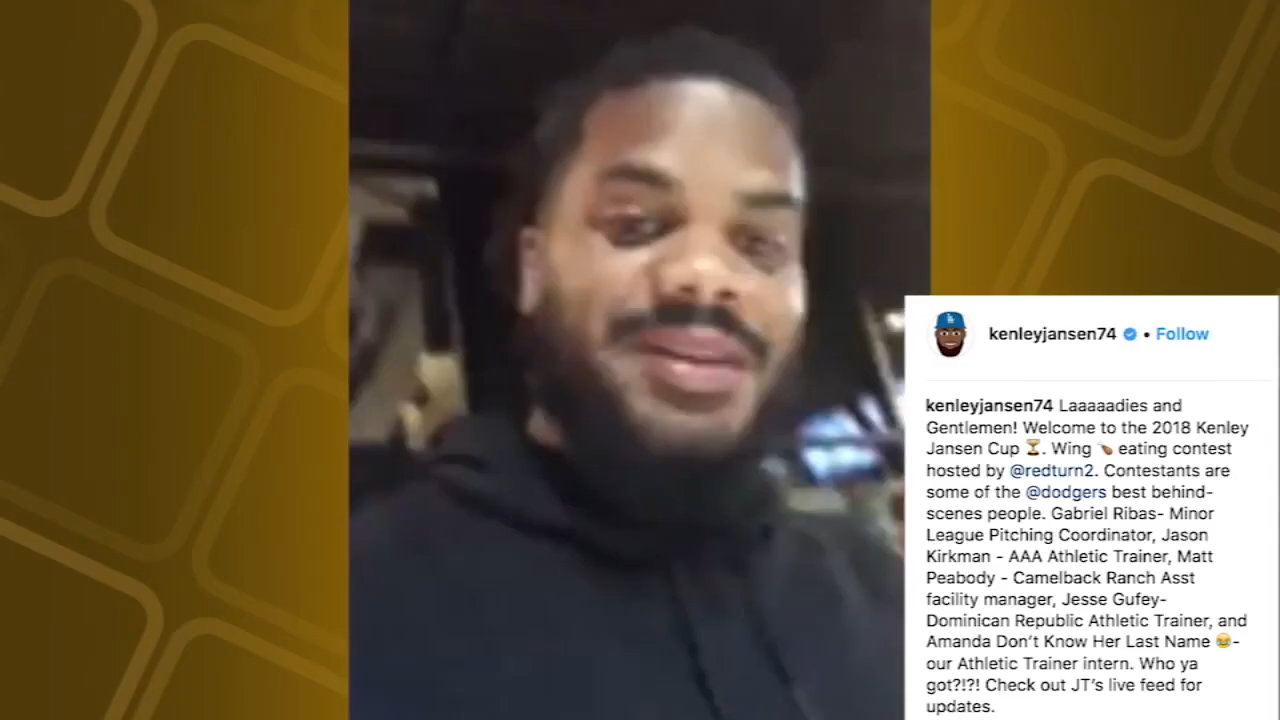 kenleyjansen74 • Follow
kenleyjansen74 Laaaaadies and
Gentlemen! Welcome to the 2018 Kenley
Jansen Cup ⏳. Wing 🍗 eating contest
hosted by @redturn2. Contestants are
some of the @dodgers best behind-
scenes people. Gabriel Ribas- Minor
League Pitching Coordinator, Jason
Kirkman - AAA Athletic Trainer, Matt
Peabody - Camelback Ranch Asst
facility manager, Jesse Gufey-
Dominican Republic Athletic Trainer, and
Amanda Don't Know Her Last Name 😂-
our Athletic Trainer intern. Who ya
got?!?! Check out JT's live feed for
updates.